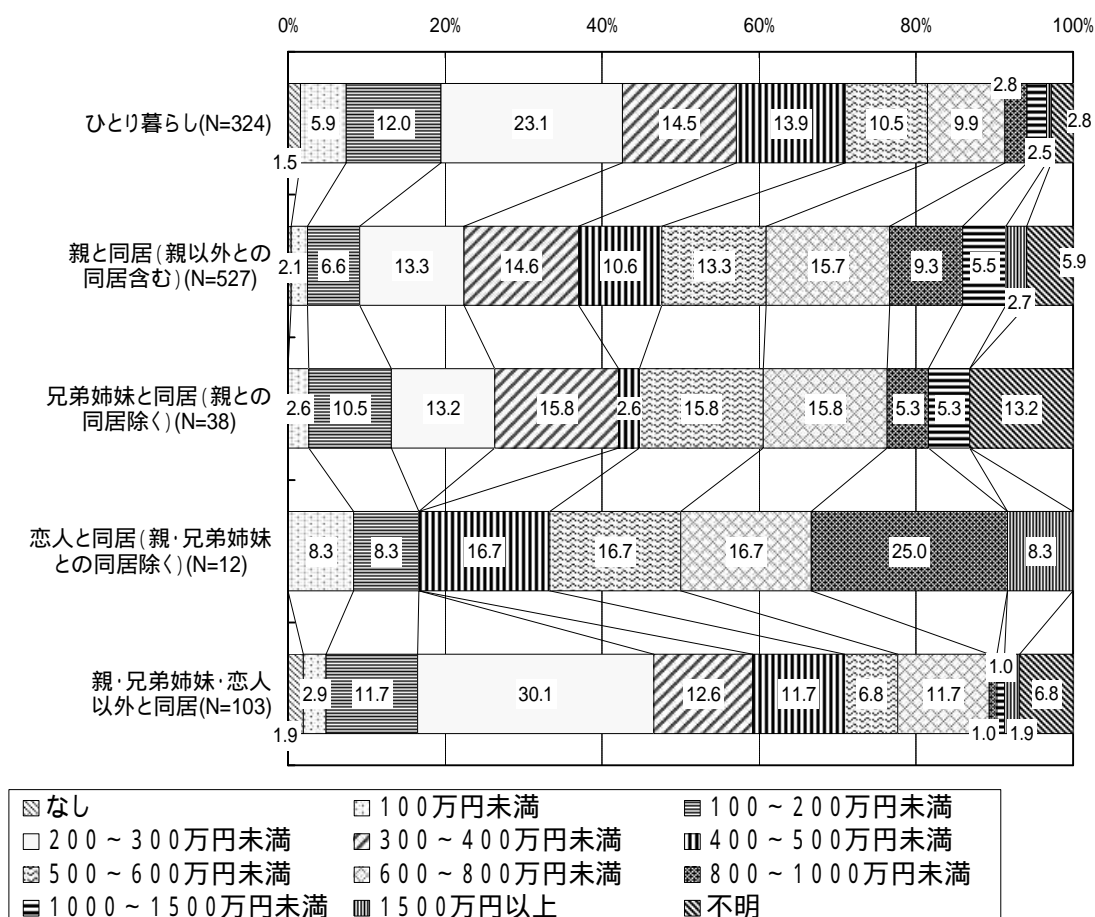 0% 20% 40% 60% 80% 100%
ひとり暮らし(N=324)
1.5 5.9 12.0 23.1 14.5 13.9 10.5 9.9 2.8 2.5 2.8
親と同居(親以外との
同居含む)(N=527)
2.1 6.6 13.3 14.6 10.6 13.3 15.7 9.3 5.5 2.7 5.9
兄弟姉妹と同居(親との
同居除く)(N=38)
2.6 10.5 13.2 15.8 2.6 15.8 15.8 5.3 5.3 13.2
恋人と同居(親・兄弟姉妹
との同居除く)(N=12)
8.3 8.3 16.7 16.7 16.7 25.0 8.3
親・兄弟姉妹・恋人
以外と同居(N=103)
1.9 2.9 11.7 30.1 12.6 11.7 6.8 11.7 1.0 1.0 1.9 6.8
なし 100万円未満 100~200万円未満
200~300万円未満 300~400万円未満 400~500万円未満
500~600万円未満 600~800万円未満 800~1000万円未満
1000~1500万円未満 1500万円以上 不明